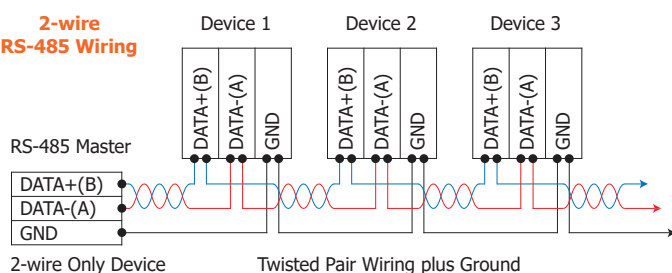 2-wire
RS-485 Wiring
Device 1
Device 2
Device 3
DATA+(B)
DATA-(A)
GND
DATA+(B)
DATA-(A)
GND
DATA+(B)
DATA-(A)
GND
RS-485 Master
DATA+(B)
DATA-(A)
GND
2-wire Only Device
Twisted Pair Wiring plus Ground